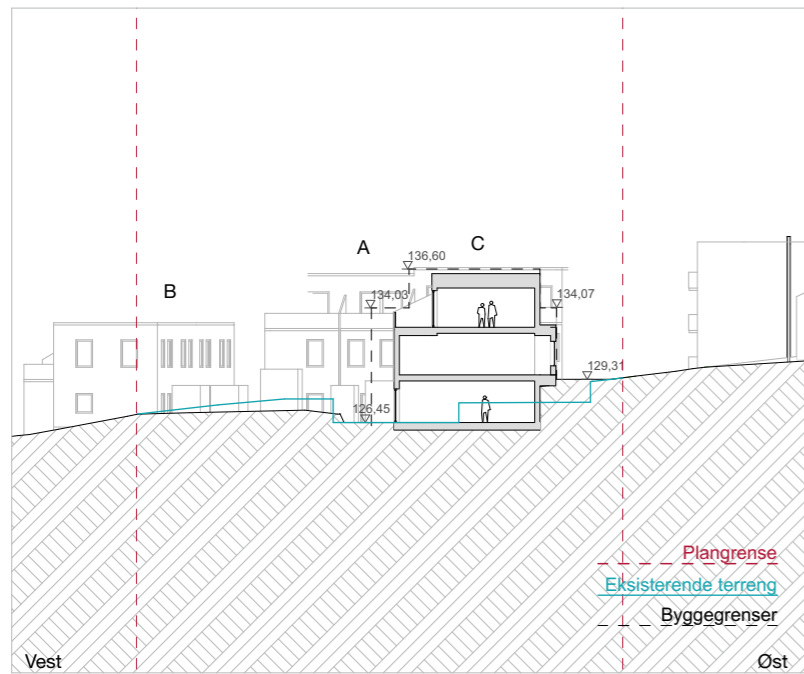 A
C
136,60
B
134,03
134,07
129,31
126,45
Plangrense
Eksisterende terreng
Byggegrenser
Vest
Øst